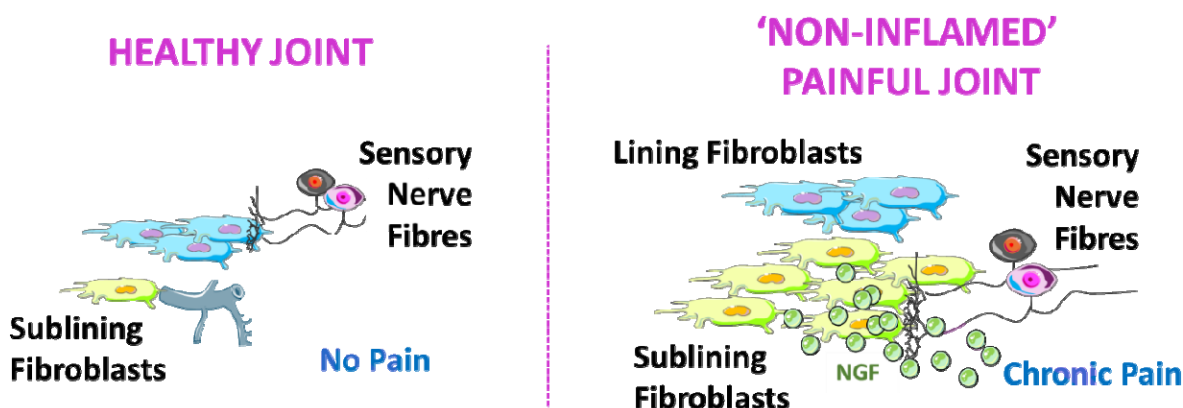 HEALTHY JOINT
Sensory
Nerve
Fibres
Sublining
Fibroblasts
No Pain
‘NON-INFLAMED’
PAINFUL JOINT
Lining Fibroblasts
Sensory
Nerve
Fibres
Sublining
Fibroblasts
NGF
Chronic Pain